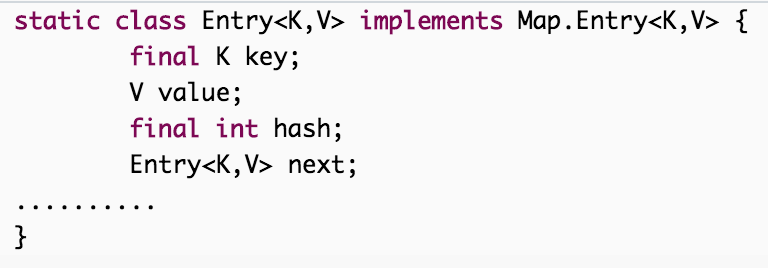 static class Entry<K,V> implements Map.Entry<K,V> {
        final K key;
        V value;
        final int hash;
        Entry<K,V> next;
..........
}